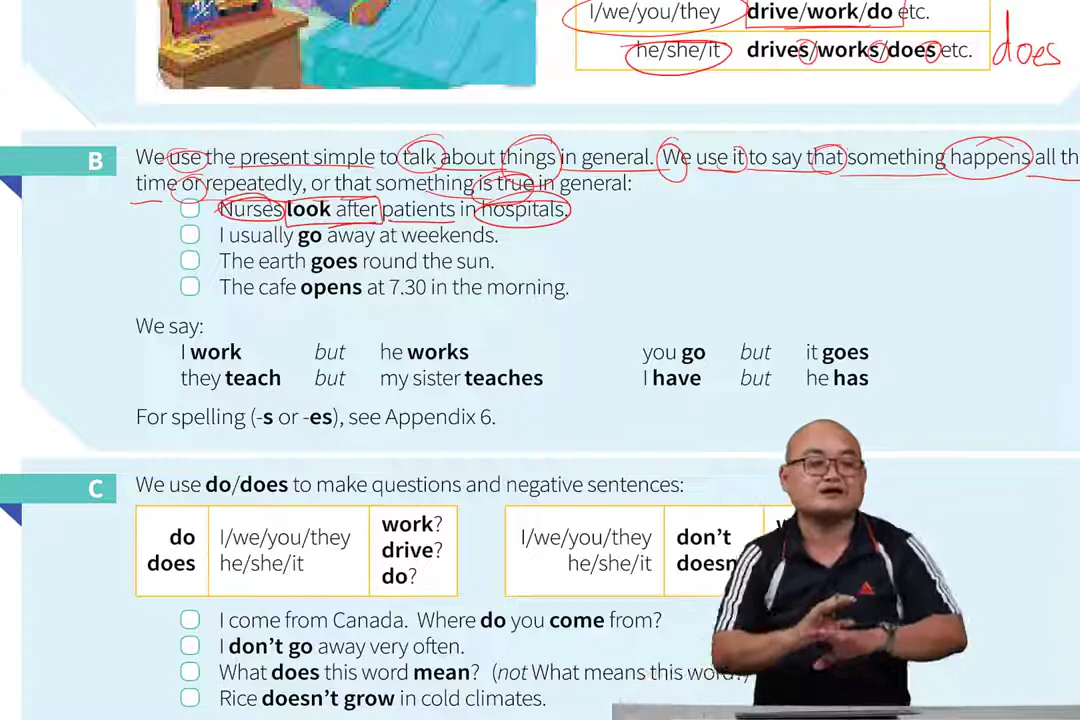 I/we/you/they drive/work/do etc.
he/she/it drives/works/does etc.
does
B
We use the present simple to talk about things in general. We use it to say that something happens all th
time or repeatedly, or that something is true in general:
Nurses look after patients in hospitals.
I usually go away at weekends.
The earth goes round the sun.
The cafe opens at 7.30 in the morning.
We say:
I work but he works you go but it goes
they teach but my sister teaches I have but he has
For spelling (-s or -es), see Appendix 6.
C
We use do/does to make questions and negative sentences:
do I/we/you/they work?
does he/she/it drive?
do?
I/we/you/they don't w
he/she/it doesn
I come from Canada. Where do you come from?
I don't go away very often.
What does this word mean? (not What means this word?)
Rice doesn't grow in cold climates.